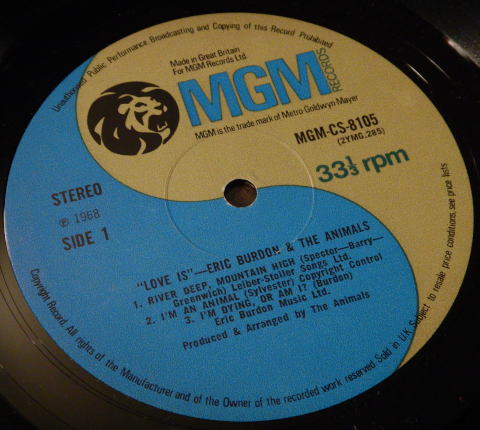 Unauthorized Public Performance, Broadcasting and Copying of this Record Prohibited
Made in Great Britain
For MGM Records Ltd.
MGM
RECORDS
MGM is the trade mark of Metro Goldwyn Mayer
MGM-CS-8105
(2YMG.285)
33⅓ rpm
STEREO
℗ 1968
SIDE 1
"LOVE IS"—ERIC BURDON & THE ANIMALS
1. RIVER DEEP, MOUNTAIN HIGH (Spector—Barry—
Greenwich) Leiber-Stoller Songs Ltd.
2. I'M AN ANIMAL (Sylvester) Copyright Control
3. I'M DYING, OR AM I? (Burdon)
Eric Burdon Music Ltd.
Produced & Arranged by The Animals
Copyright Record. All rights of the Manufacturer and of the Owner of the recorded work reserved. Sold in U.K. Subject to resale price conditions, see price lists